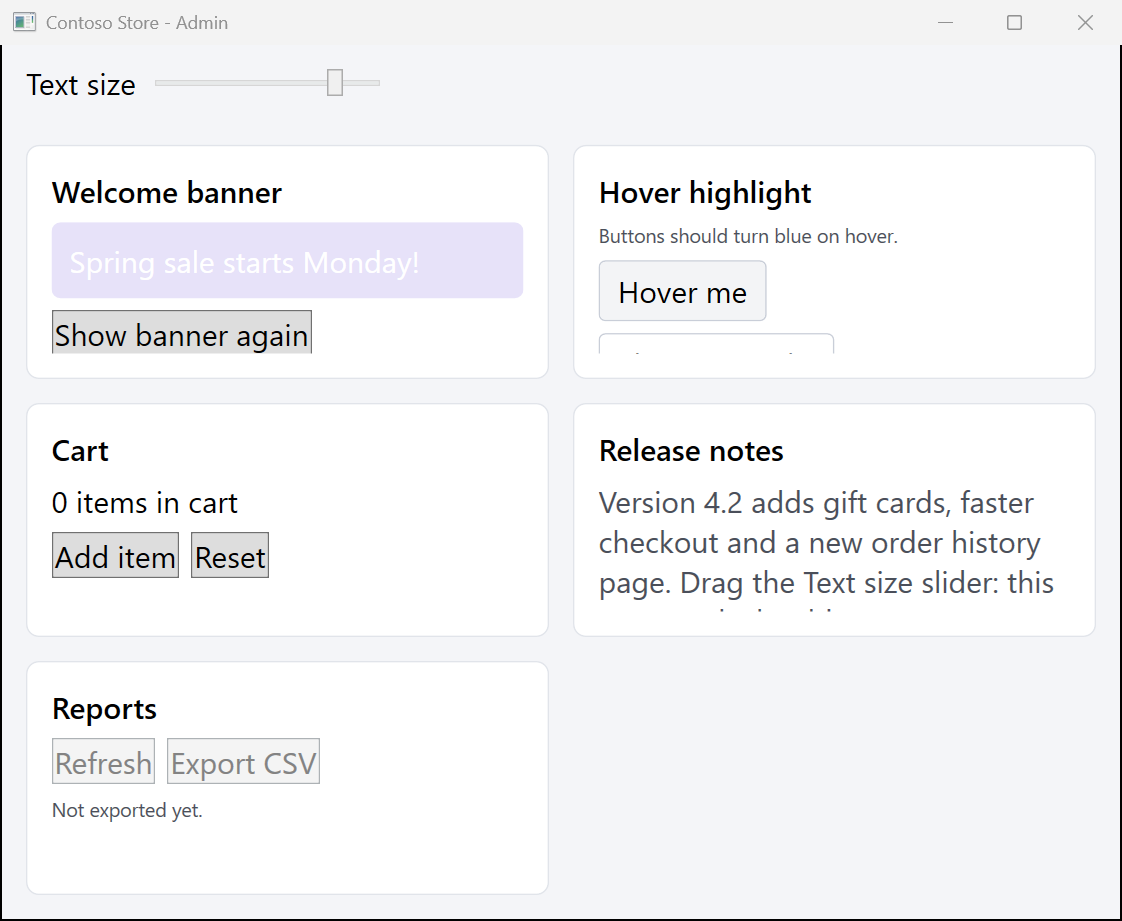 Contoso Store - Admin
Text size
Welcome banner
Spring sale starts Monday!
Show banner again
Hover highlight
Buttons should turn blue on hover.
Hover me
Cart
0 items in cart
Add item
Reset
Release notes
Version 4.2 adds gift cards, faster
checkout and a new order history
page. Drag the Text size slider: this
Reports
Refresh
Export CSV
Not exported yet.